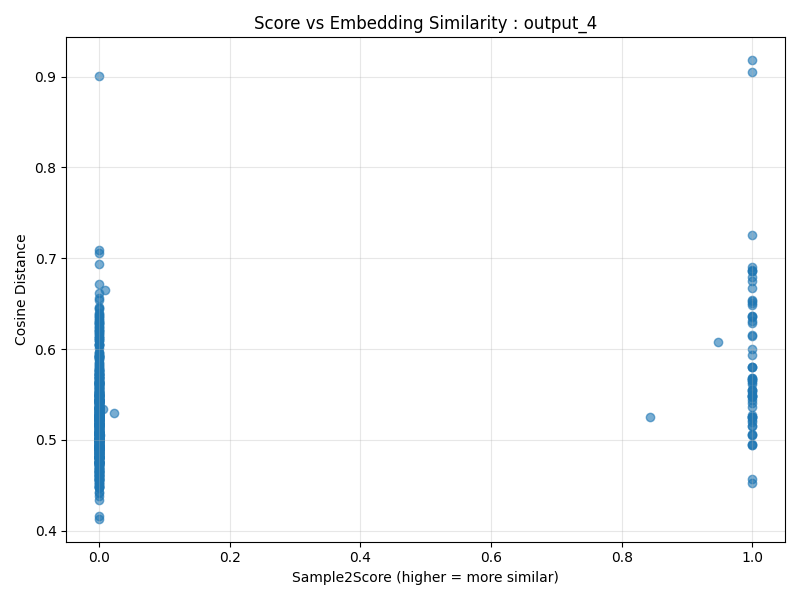 Score vs Embedding Similarity : output_4
Cosine Distance
0.9
0.8
0.7
0.6
0.5
0.4
0.0 0.2 0.4 0.6 0.8 1.0
Sample2Score (higher = more similar)